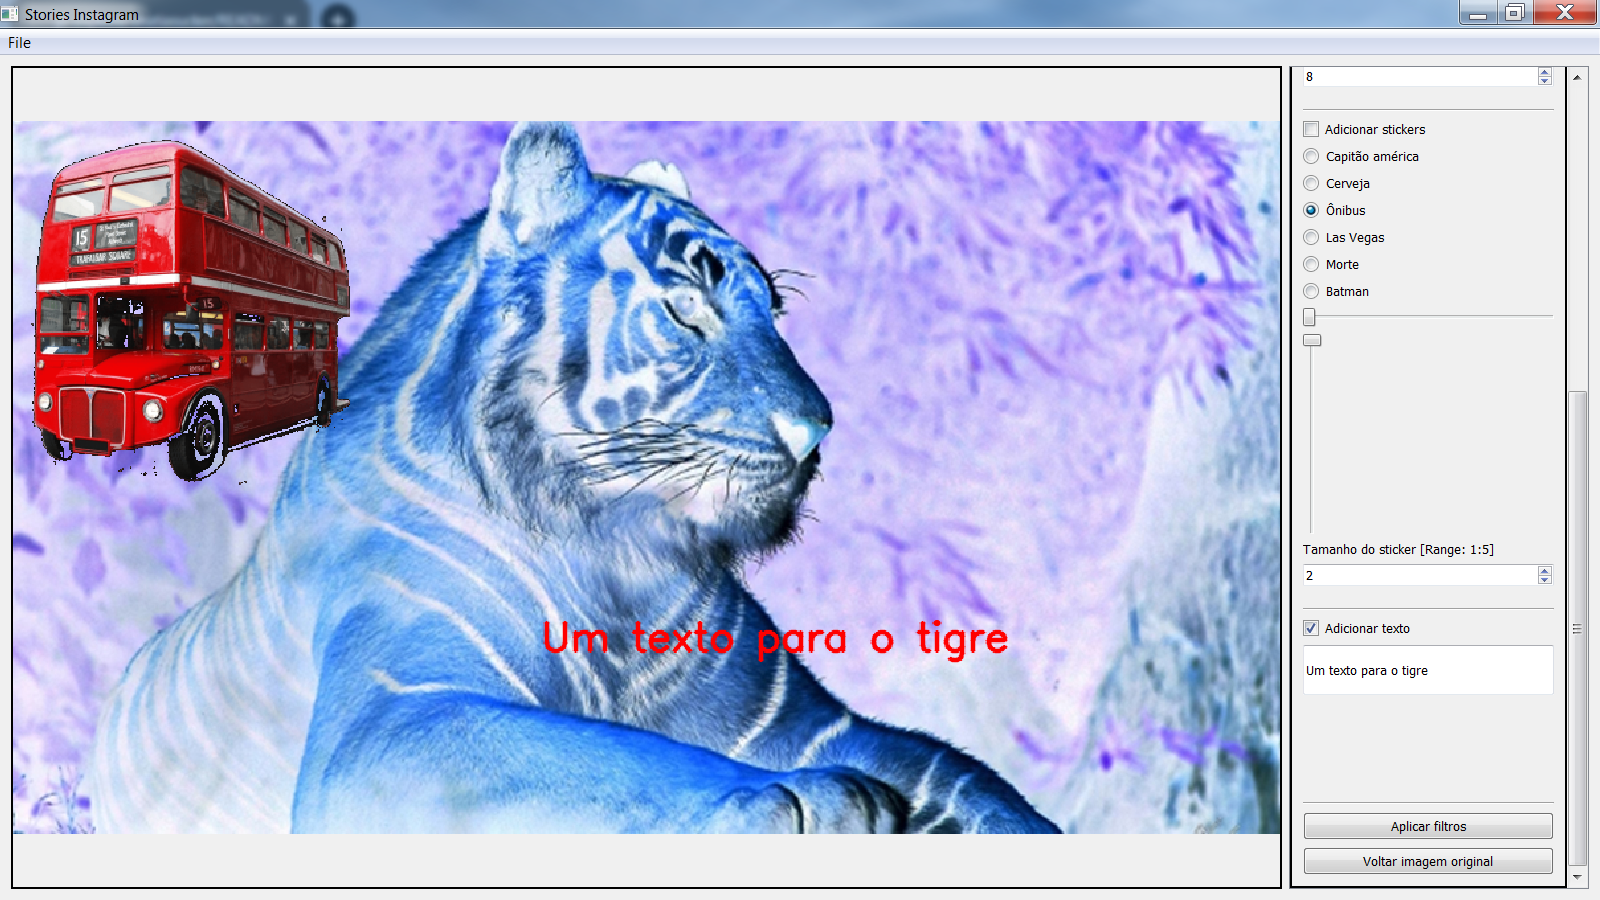 Stories Instagram
File
15
TRAFALGAR SQUARE
15
Um texto para o tigre
8
Adicionar stickers
Capitão américa
Cerveja
Ônibus
Las Vegas
Morte
Batman
Tamanho do sticker [Range: 1:5]
2
Adicionar texto
Um texto para o tigre
Aplicar filtros
Voltar imagem original